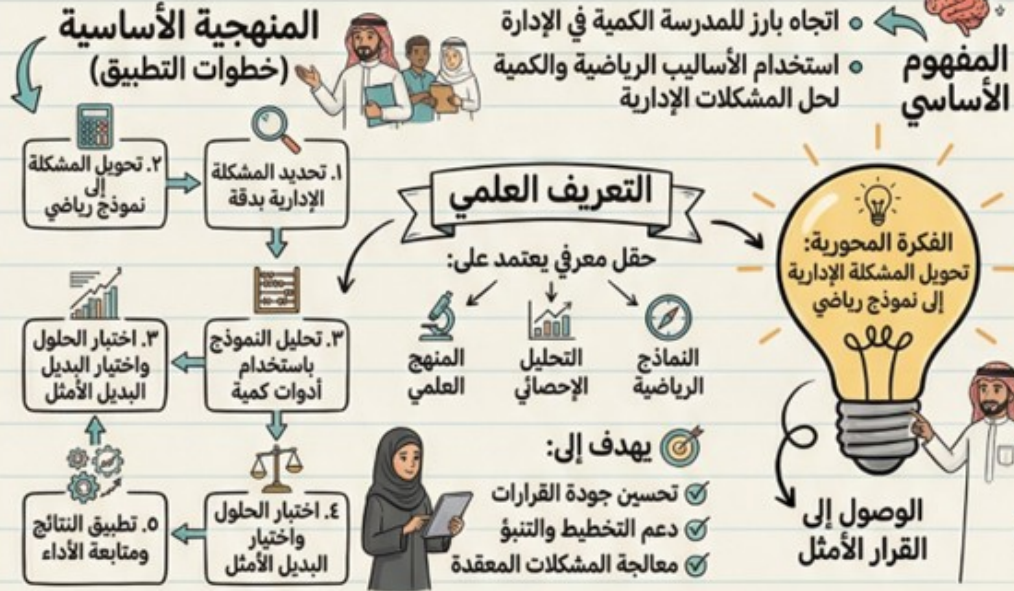 المفهوم
الأساسي
اتجاه بارز للمدرسة الكمية في الإدارة
استخدام الأساليب الرياضية والكمية
لحل المشكلات الإدارية
المنهجية الأساسية
(خطوات التطبيق)
١. تحديد المشكلة
الإدارية بدقة
٢. تحويل المشكلة
إلى
نموذج رياضي
٣. تحليل النموذج
باستخدام
أدوات كمية
٣. اختبار الحلول
واختيار البديل
البديل الأمثل
٤. اختبار الحلول
واختيار
البديل الأمثل
٥. تطبيق النتائج
ومتابعة الأداء
التعريف العلمي
حقل معرفي يعتمد على:
النماذج
الرياضية
التحليل
الإحصائي
المنهج
العلمي
يهدف إلى:
تحسين جودة القرارات
دعم التخطيط والتنبؤ
معالجة المشكلات المعقدة
الفكرة المحورية:
تحويل المشكلة الإدارية
إلى نموذج رياضي
الوصول إلى
القرار الأمثل